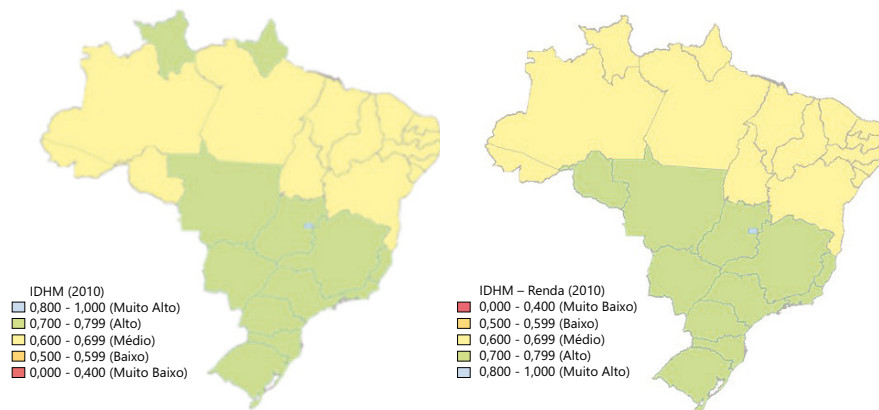 IDHM (2010)
0,800 - 1,000 (Muito Alto)
0,700 - 0,799 (Alto)
0,600 - 0,699 (Médio)
0,500 - 0,599 (Baixo)
0,000 - 0,400 (Muito Baixo)
IDHM – Renda (2010)
0,000 - 0,400 (Muito Baixo)
0,500 - 0,599 (Baixo)
0,600 - 0,699 (Médio)
0,700 - 0,799 (Alto)
0,800 - 1,000 (Muito Alto)